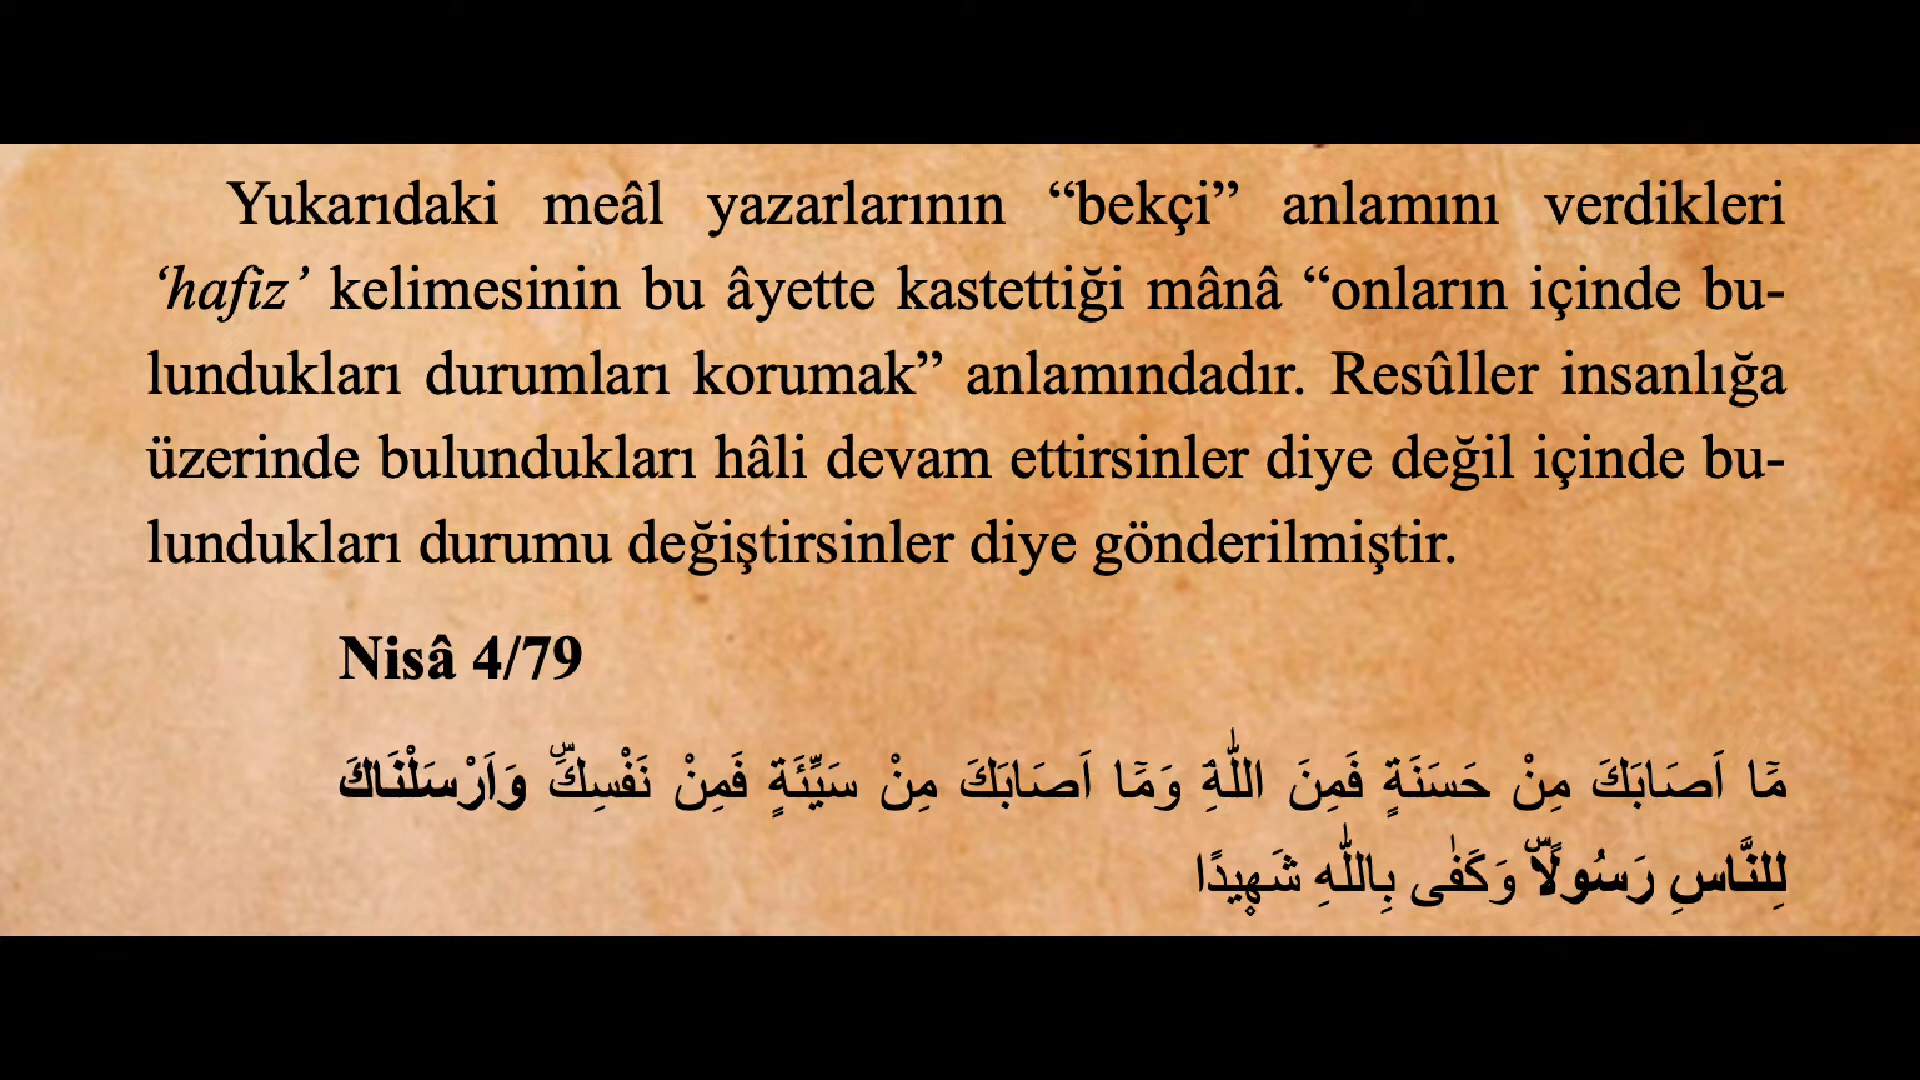 Yukarıdaki meâl yazarlarının “bekçi” anlamını verdikleri
‘hafiz’ kelimesinin bu âyette kastettiği mânâ “onların içinde bu-
lundukları durumları korumak” anlamındadır. Resûller insanlığa
üzerinde bulundukları hâli devam ettirsinler diye değil içinde bu-
lundukları durumu değiştirsinler diye gönderilmiştir.
Nisâ 4/79
مَٓا اَصَابَكَ مِنْ حَسَنَةٍ فَمِنَ اللّٰهِۘ وَمَٓا اَصَابَكَ مِنْ سَيِّئَةٍ فَمِنْ نَفْسِكَۜ وَاَرْسَلْنَاكَ
لِلنَّاسِ رَسُولًاۜ وَكَفٰى بِاللّٰهِ شَه۪يدًا